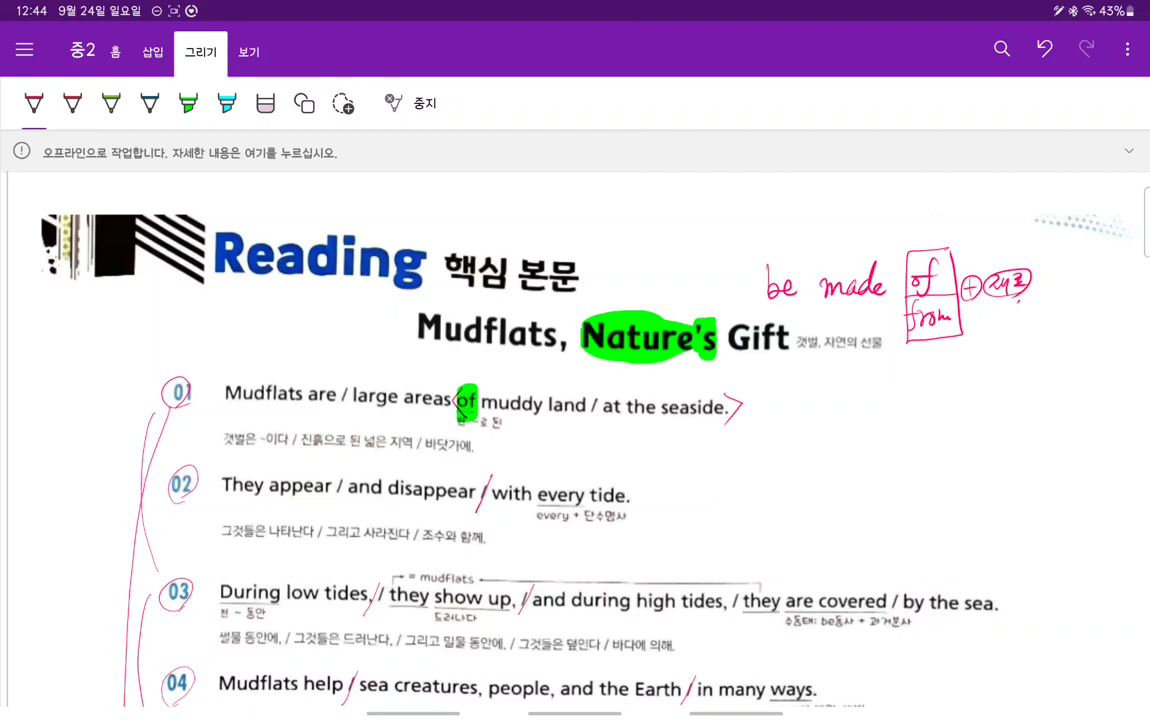 12:44 9월 24일 일요일 43%
중2 홈 삽입 그리기 보기
중지
오프라인으로 작업합니다. 자세한 내용은 여기를 누르십시오.
Reading 핵심 본문
be made of from + 재료
Mudflats, Nature's Gift 갯벌, 자연의 선물
01 Mudflats are / large areas of muddy land / at the seaside.
전 ~로 된
갯벌은 ~이다 / 진흙으로 된 넓은 지역 / 바닷가에.
02 They appear / and disappear / with every tide.
every + 단수명사
그것들은 나타난다 / 그리고 사라진다 / 조수와 함께.
= mudflats
03 During low tides, / they show up, / and during high tides, / they are covered / by the sea.
전 ~ 동안 드러나다 수동태: be동사 + 과거분사
썰물 동안에, / 그것들은 드러난다, / 그리고 밀물 동안에, / 그것들은 덮인다 / 바다에 의해.
04 Mudflats help / sea creatures, people, and the Earth / in many ways.